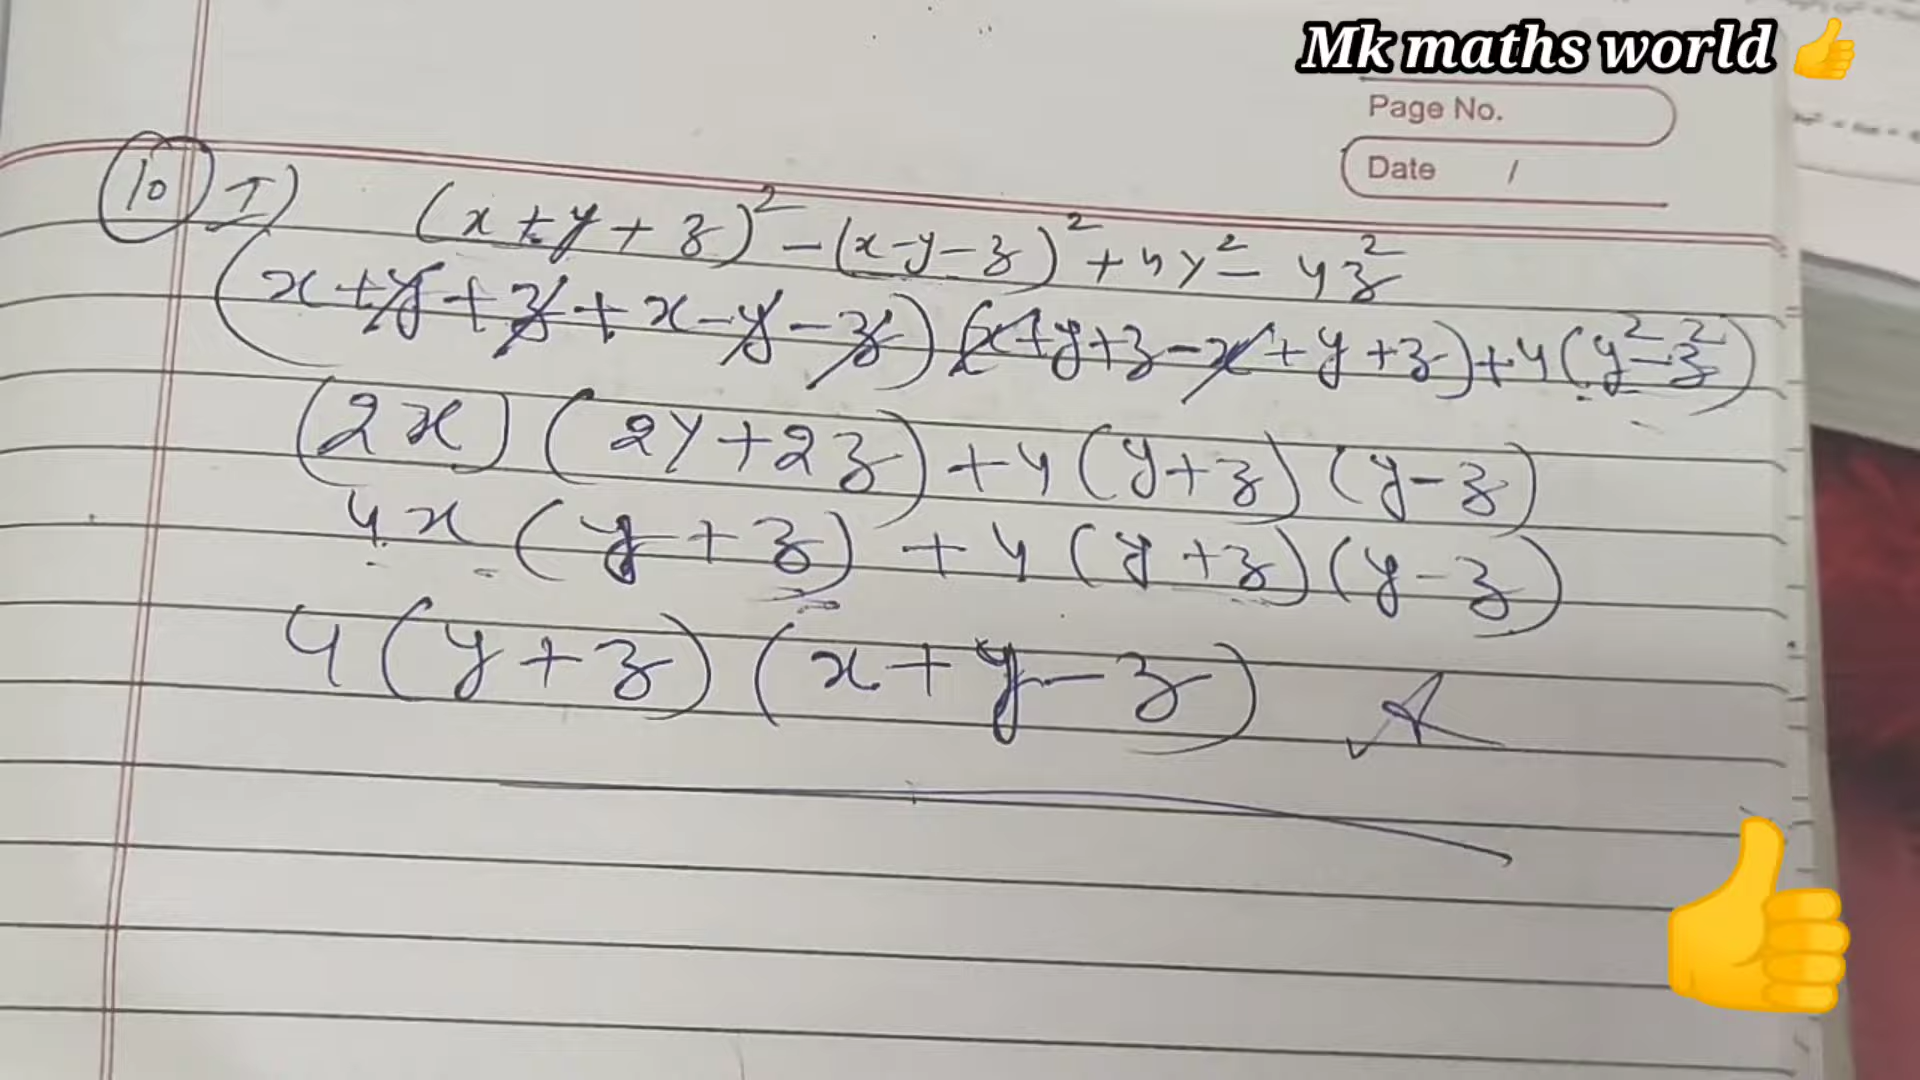 Mk maths world 👍
Page No.
Date /
10 I) (x+y+z)² - (x-y-z)² + 4y² - 4z²
(x+y+z+x-y-z) (x+y+z-x+y+z) + 4(y²-z²)
(2x) (2y+2z) + 4(y+z) (y-z)
4x(y+z) + 4(y+z)(y-z)
4(y+z) (x+y-z)